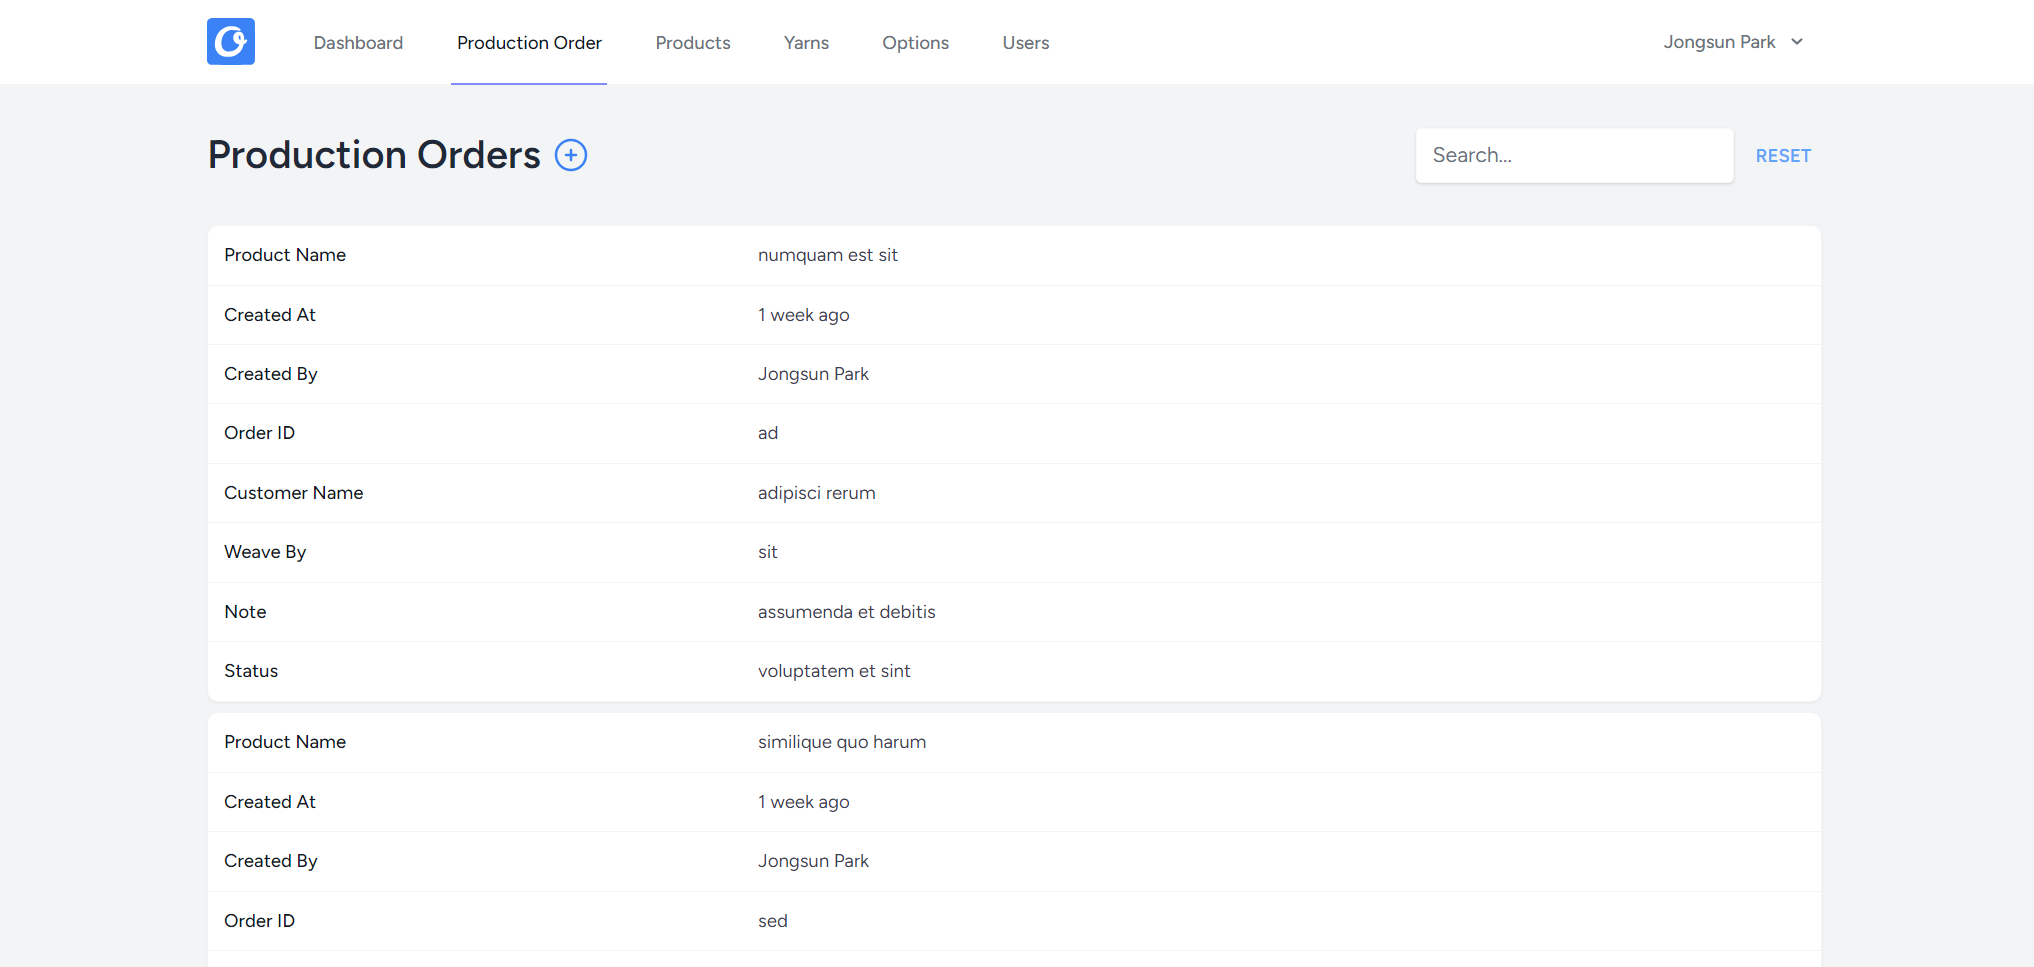 Dashboard Production Order Products Yarns Options Users Jongsun Park
Production Orders Search... RESET
Product Name numquam est sit
Created At 1 week ago
Created By Jongsun Park
Order ID ad
Customer Name adipisci rerum
Weave By sit
Note assumenda et debitis
Status voluptatem et sint
Product Name similique quo harum
Created At 1 week ago
Created By Jongsun Park
Order ID sed